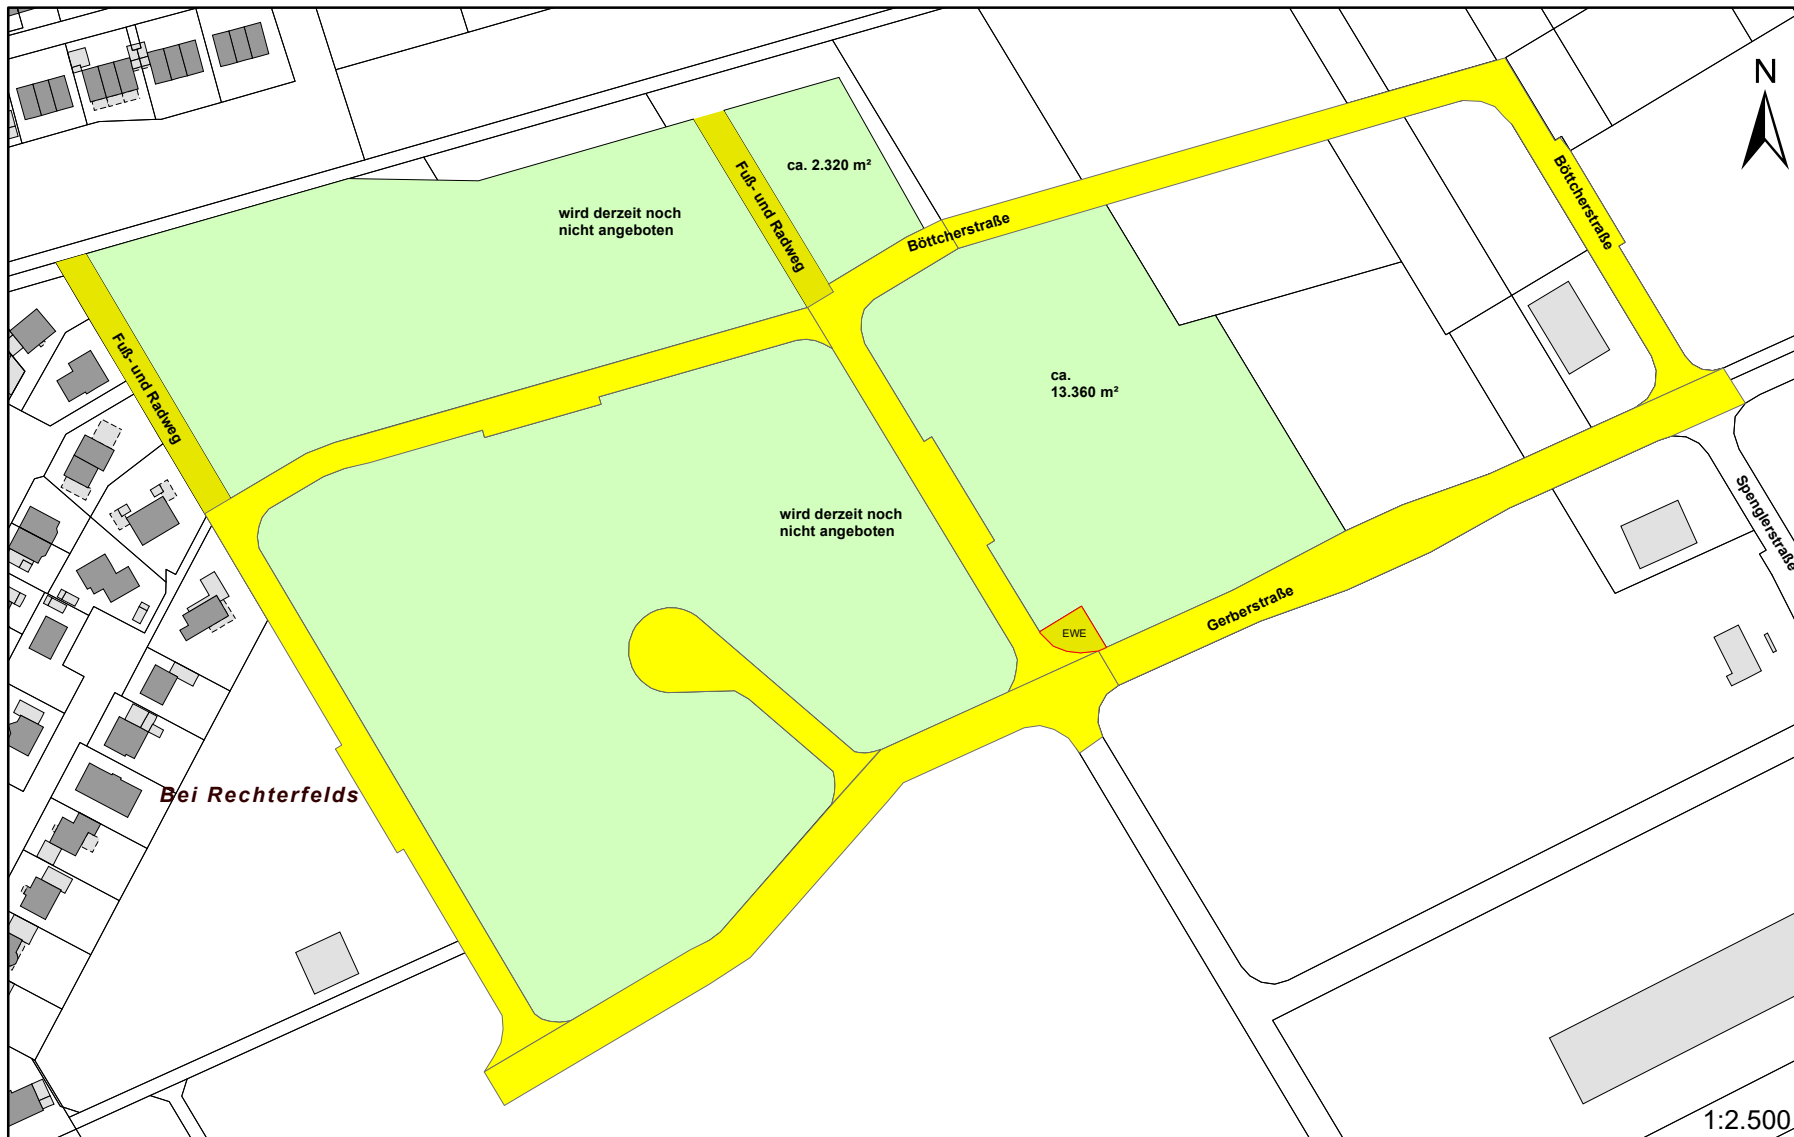 N
ca. 2.320 m²
Fuß- und Radweg
wird derzeit noch
nicht angeboten
Böttcherstraße
Böttcherstraße
Fuß- und Radweg
ca.
13.360 m²
wird derzeit noch
nicht angeboten
Spenglerstraße
Gerberstraße
EWE
Bei Rechterfelds
1:2.500